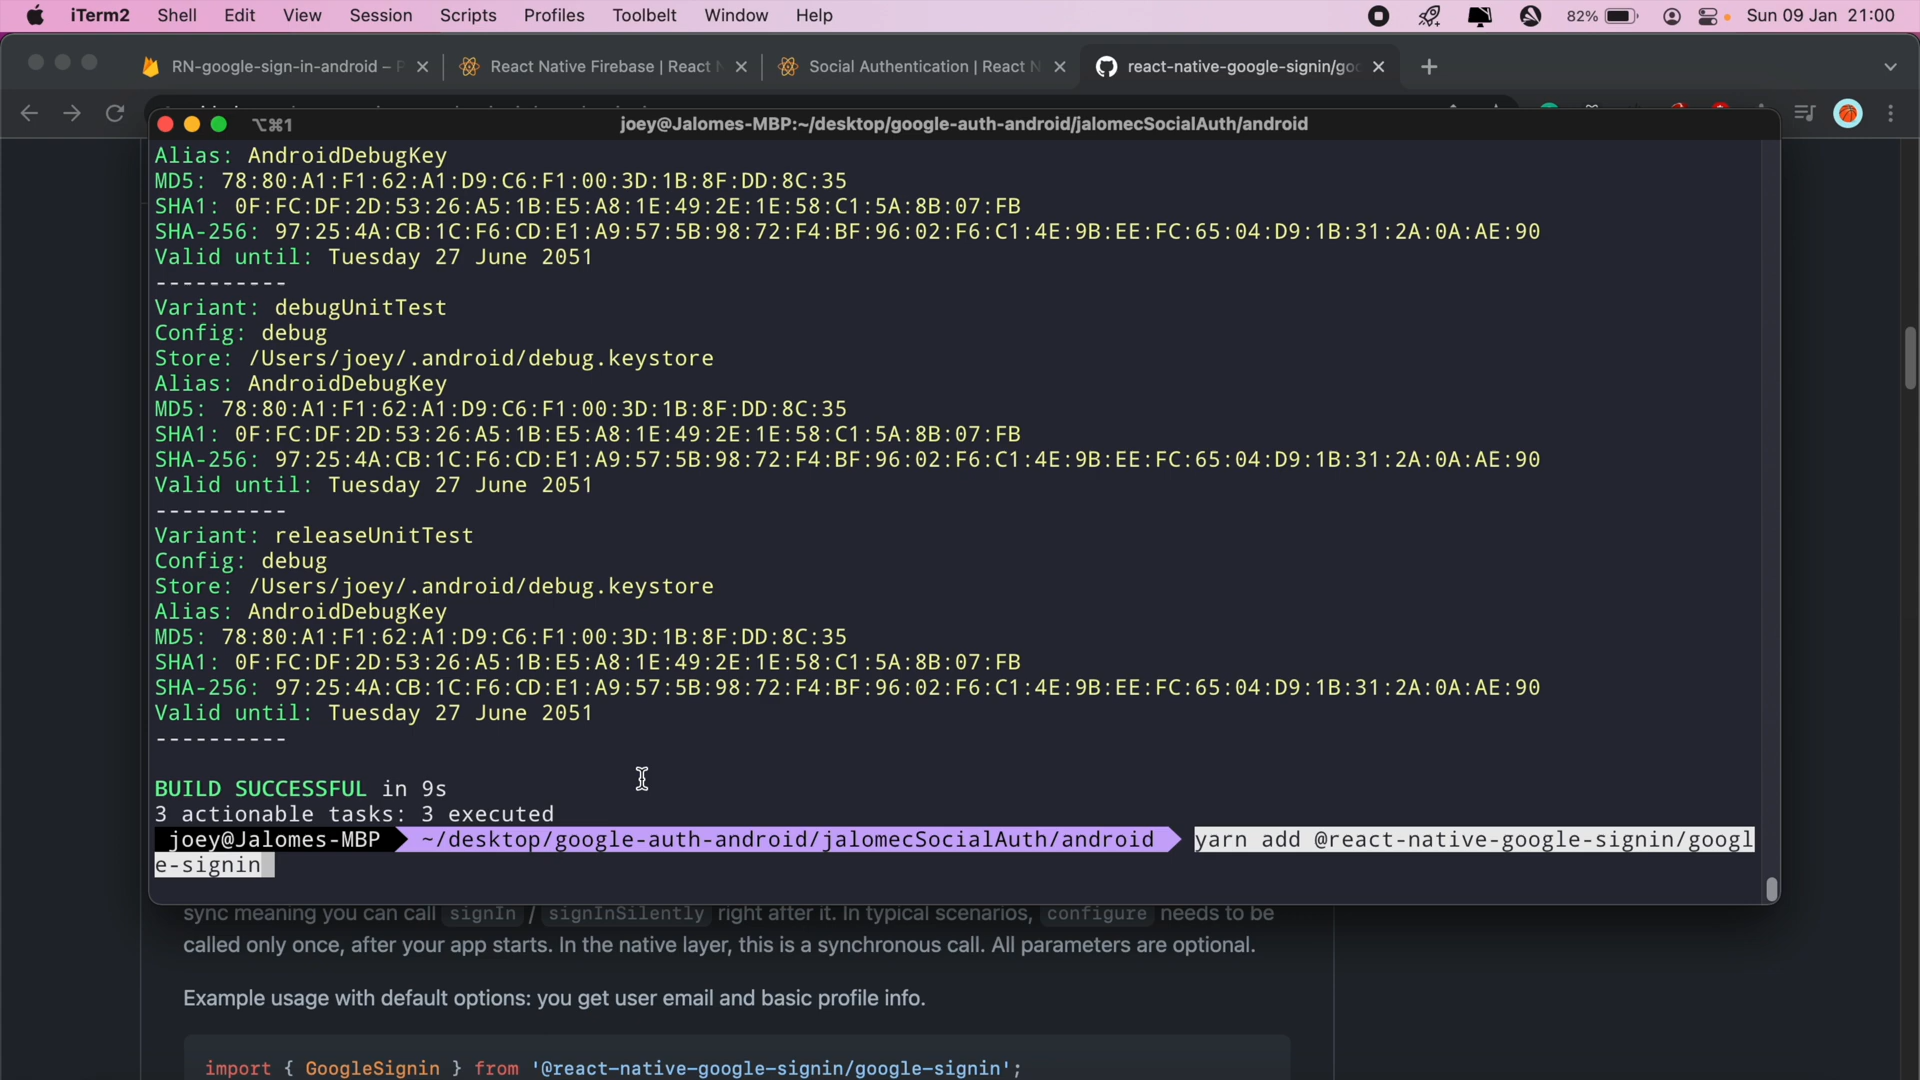 iTerm2 Shell Edit View Session Scripts Profiles Toolbelt Window Help 82% Sun 09 Jan 21:00
RN-google-sign-in-android – React Native Firebase | React Social Authentication | React N react-native-google-signin/go
⌥⌘1 joey@Jalomes-MBP:~/desktop/google-auth-android/jalomecSocialAuth/android
Alias: AndroidDebugKey
MD5: 78:80:A1:F1:62:A1:D9:C6:F1:00:3D:1B:8F:DD:8C:35
SHA1: 0F:FC:DF:2D:53:26:A5:1B:E5:A8:1E:49:2E:1E:58:C1:5A:8B:07:FB
SHA-256: 97:25:4A:CB:1C:F6:CD:E1:A9:57:5B:98:72:F4:BF:96:02:F6:C1:4E:9B:EE:FC:65:04:D9:1B:31:2A:0A:AE:90
Valid until: Tuesday 27 June 2051
----------
Variant: debugUnitTest
Config: debug
Store: /Users/joey/.android/debug.keystore
Alias: AndroidDebugKey
MD5: 78:80:A1:F1:62:A1:D9:C6:F1:00:3D:1B:8F:DD:8C:35
SHA1: 0F:FC:DF:2D:53:26:A5:1B:E5:A8:1E:49:2E:1E:58:C1:5A:8B:07:FB
SHA-256: 97:25:4A:CB:1C:F6:CD:E1:A9:57:5B:98:72:F4:BF:96:02:F6:C1:4E:9B:EE:FC:65:04:D9:1B:31:2A:0A:AE:90
Valid until: Tuesday 27 June 2051
----------
Variant: releaseUnitTest
Config: debug
Store: /Users/joey/.android/debug.keystore
Alias: AndroidDebugKey
MD5: 78:80:A1:F1:62:A1:D9:C6:F1:00:3D:1B:8F:DD:8C:35
SHA1: 0F:FC:DF:2D:53:26:A5:1B:E5:A8:1E:49:2E:1E:58:C1:5A:8B:07:FB
SHA-256: 97:25:4A:CB:1C:F6:CD:E1:A9:57:5B:98:72:F4:BF:96:02:F6:C1:4E:9B:EE:FC:65:04:D9:1B:31:2A:0A:AE:90
Valid until: Tuesday 27 June 2051
----------
BUILD SUCCESSFUL in 9s
3 actionable tasks: 3 executed
joey@Jalomes-MBP ~/desktop/google-auth-android/jalomecSocialAuth/android yarn add @react-native-google-signin/googl
e-signin
sync meaning you can call signIn / signInSilently right after it. In typical scenarios, configure needs to be
called only once, after your app starts. In the native layer, this is a synchronous call. All parameters are optional.
Example usage with default options: you get user email and basic profile info.
import { GoogleSignin } from '@react-native-google-signin/google-signin';